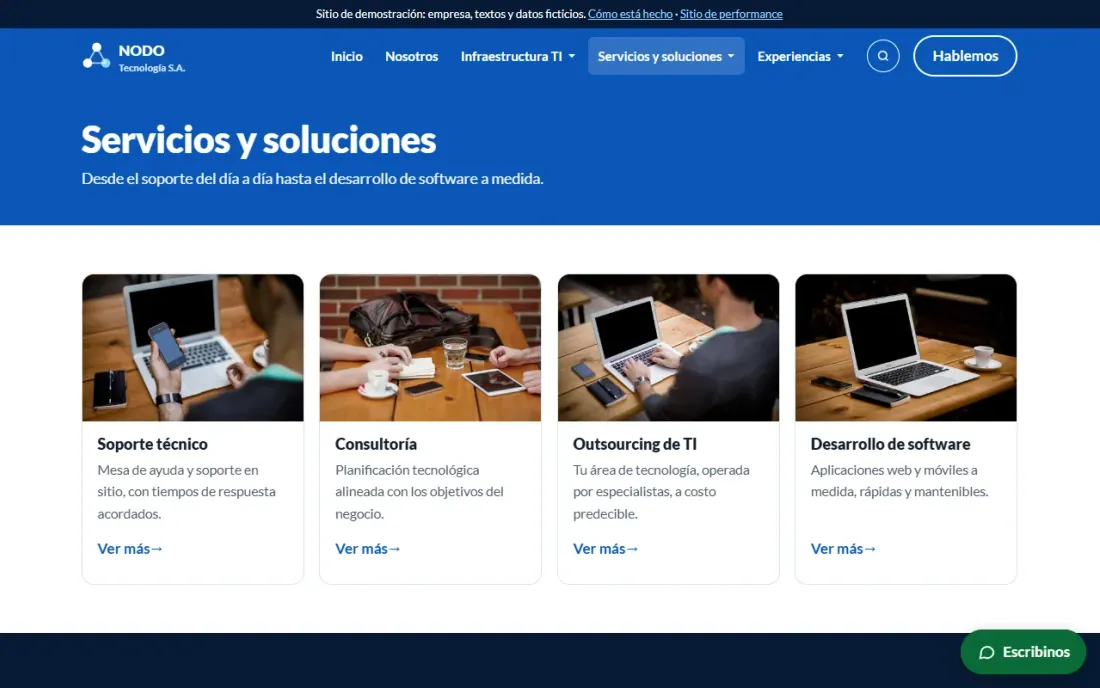 Sitio de demostración: empresa, textos y datos ficticios. Cómo está hecho · Sitio de performance
NODO
Tecnología S.A.
Inicio
Nosotros
Infraestructura TI
Servicios y soluciones
Experiencias
Hablemos
Servicios y soluciones
Desde el soporte del día a día hasta el desarrollo de software a medida.
Soporte técnico
Mesa de ayuda y soporte en
sitio, con tiempos de respuesta
acordados.
Ver más→
Consultoría
Planificación tecnológica
alineada con los objetivos del
negocio.
Ver más→
Outsourcing de TI
Tu área de tecnología, operada
por especialistas, a costo
predecible.
Ver más→
Desarrollo de software
Aplicaciones web y móviles a
medida, rápidas y mantenibles.
Ver más→
Escribinos